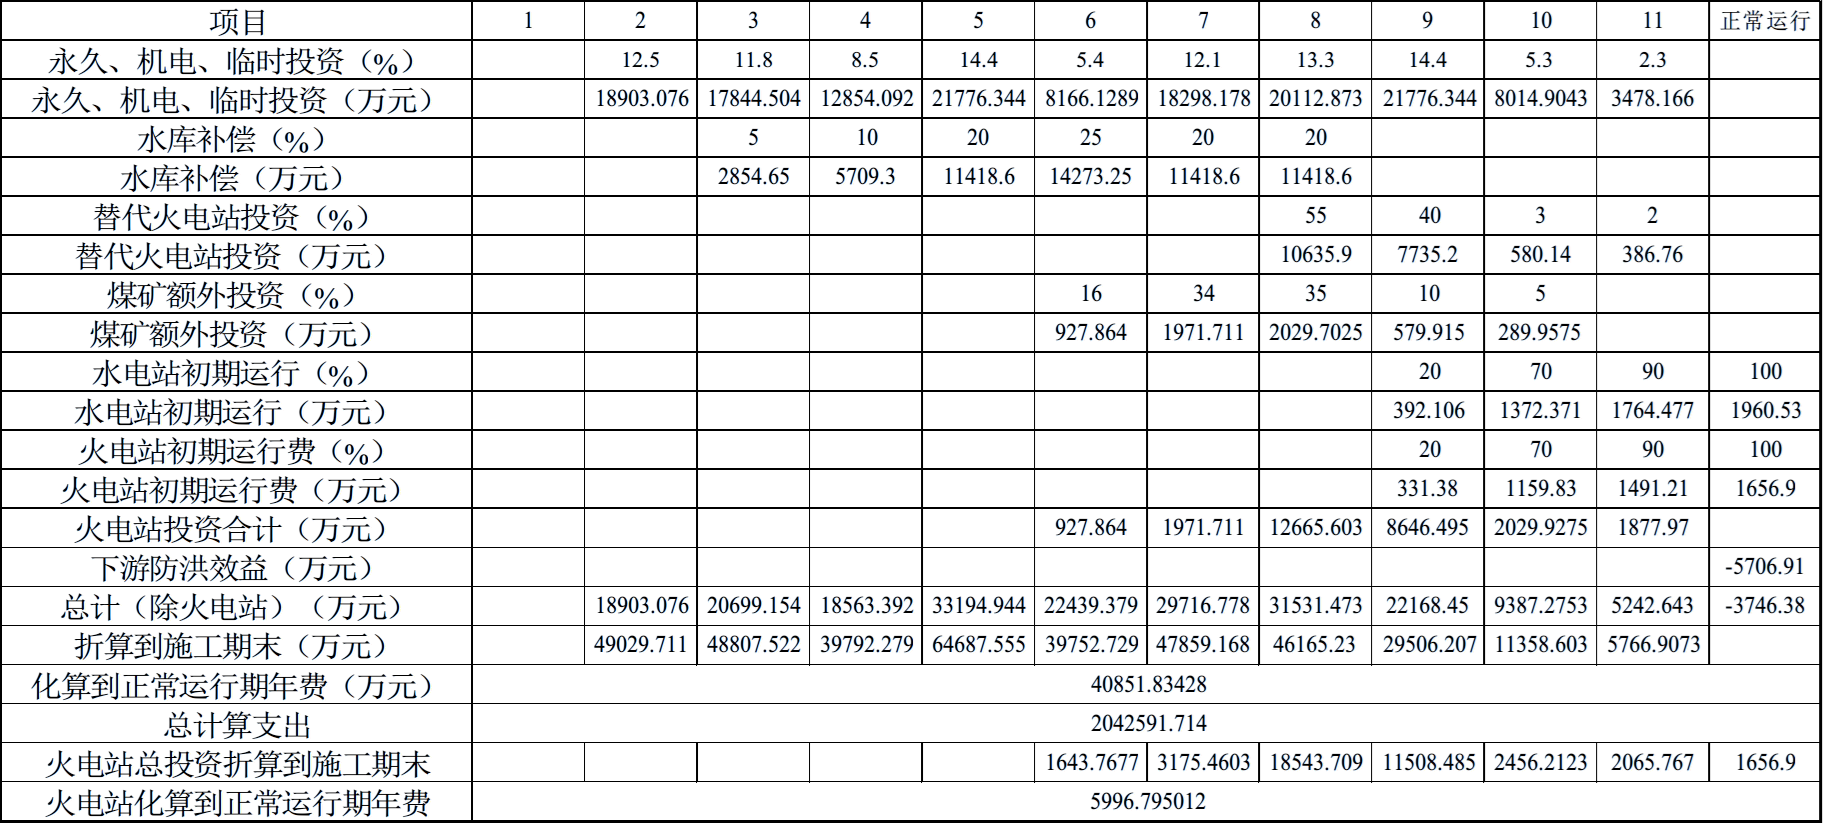 项目 1 2 3 4 5 6 7 8 9 10 11 正常运行
永久、机电、临时投资（%） 12.5 11.8 8.5 14.4 5.4 12.1 13.3 14.4 5.3 2.3
永久、机电、临时投资（万元） 18903.076 17844.504 12854.092 21776.344 8166.1289 18298.178 20112.873 21776.344 8014.9043 3478.166
水库补偿（%） 5 10 20 25 20 20
水库补偿（万元） 2854.65 5709.3 11418.6 14273.25 11418.6 11418.6
替代火电站投资（%） 55 40 3 2
替代火电站投资（万元） 10635.9 7735.2 580.14 386.76
煤矿额外投资（%） 16 34 35 10 5
煤矿额外投资（万元） 927.864 1971.711 2029.7025 579.915 289.9575
水电站初期运行（%） 20 70 90 100
水电站初期运行（万元） 392.106 1372.371 1764.477 1960.53
火电站初期运行费（%） 20 70 90 100
火电站初期运行费（万元） 331.38 1159.83 1491.21 1656.9
火电站投资合计（万元） 927.864 1971.711 12665.603 8646.495 2029.9275 1877.97
下游防洪效益（万元） -5706.91
总计（除火电站）（万元） 18903.076 20699.154 18563.392 33194.944 22439.379 29716.778 31531.473 22168.45 9387.2753 5242.643 -3746.38
折算到施工期末（万元） 49029.711 48807.522 39792.279 64687.555 39752.729 47859.168 46165.23 29506.207 11358.603 5766.9073
化算到正常运行期年费（万元） 40851.83428
总计算支出 2042591.714
火电站总投资折算到施工期末 1643.7677 3175.4603 18543.709 11508.485 2456.2123 2065.767 1656.9
火电站化算到正常运行期年费 5996.795012